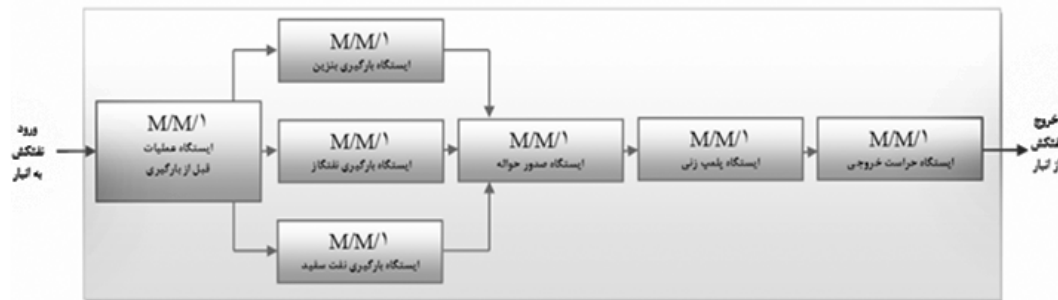 M/M/۱
ایستگاه بارگیری بنزین
ورود
نفتکش
به انبار
M/M/۱
ایستگاه عملیات
قبل از بارگیری
M/M/۱
ایستگاه بارگیری نفتگاز
M/M/۱
ایستگاه صدور حواله
M/M/۱
ایستگاه پلمپ زنی
M/M/۱
ایستگاه حراست خروجی
خروج
نفتکش
از انبار
M/M/۱
ایستگاه بارگیری نفت سفید